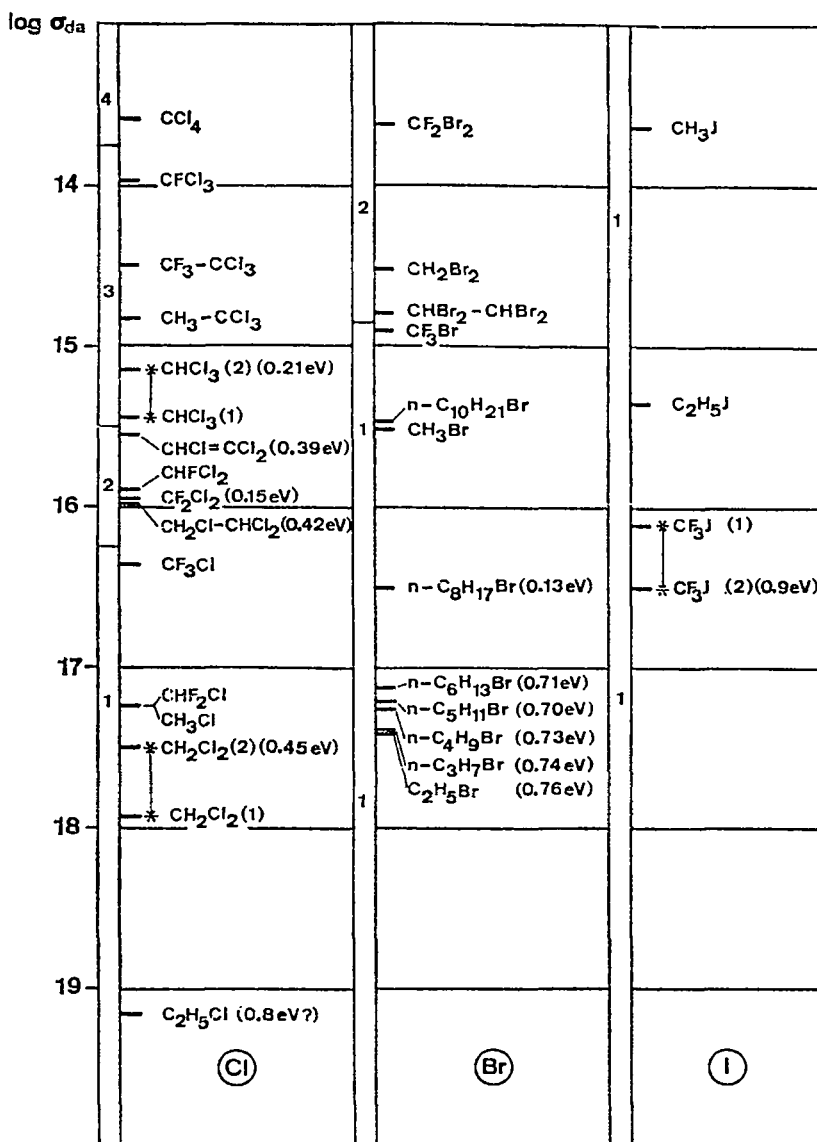 log σda
14
15
16
17
18
19
4
3
2
1
CCl4
CFCl3
CF3-CCl3
CH3-CCl3
CHCl3 (2) (0.21eV)
CHCl3 (1)
CHCl=CCl2 (0.39eV)
CHFCl2
CF2Cl2 (0.15eV)
CH2Cl-CHCl2 (0.42eV)
CF3Cl
CHF2Cl
CH3Cl
CH2Cl2 (2) (0.45eV)
CH2Cl2 (1)
C2H5Cl (0.8eV?)
Cl
2
1
1
CF2Br2
CH2Br2
CHBr2-CHBr2
CF3Br
n-C10H21Br
CH3Br
n-C8H17Br (0.13eV)
n-C6H13Br (0.71eV)
n-C5H11Br (0.70eV)
n-C4H9Br (0.73eV)
n-C3H7Br (0.74eV)
C2H5Br (0.76eV)
Br
1
1
CH3J
C2H5J
CF3J (1)
CF3J (2) (0.9eV)
I